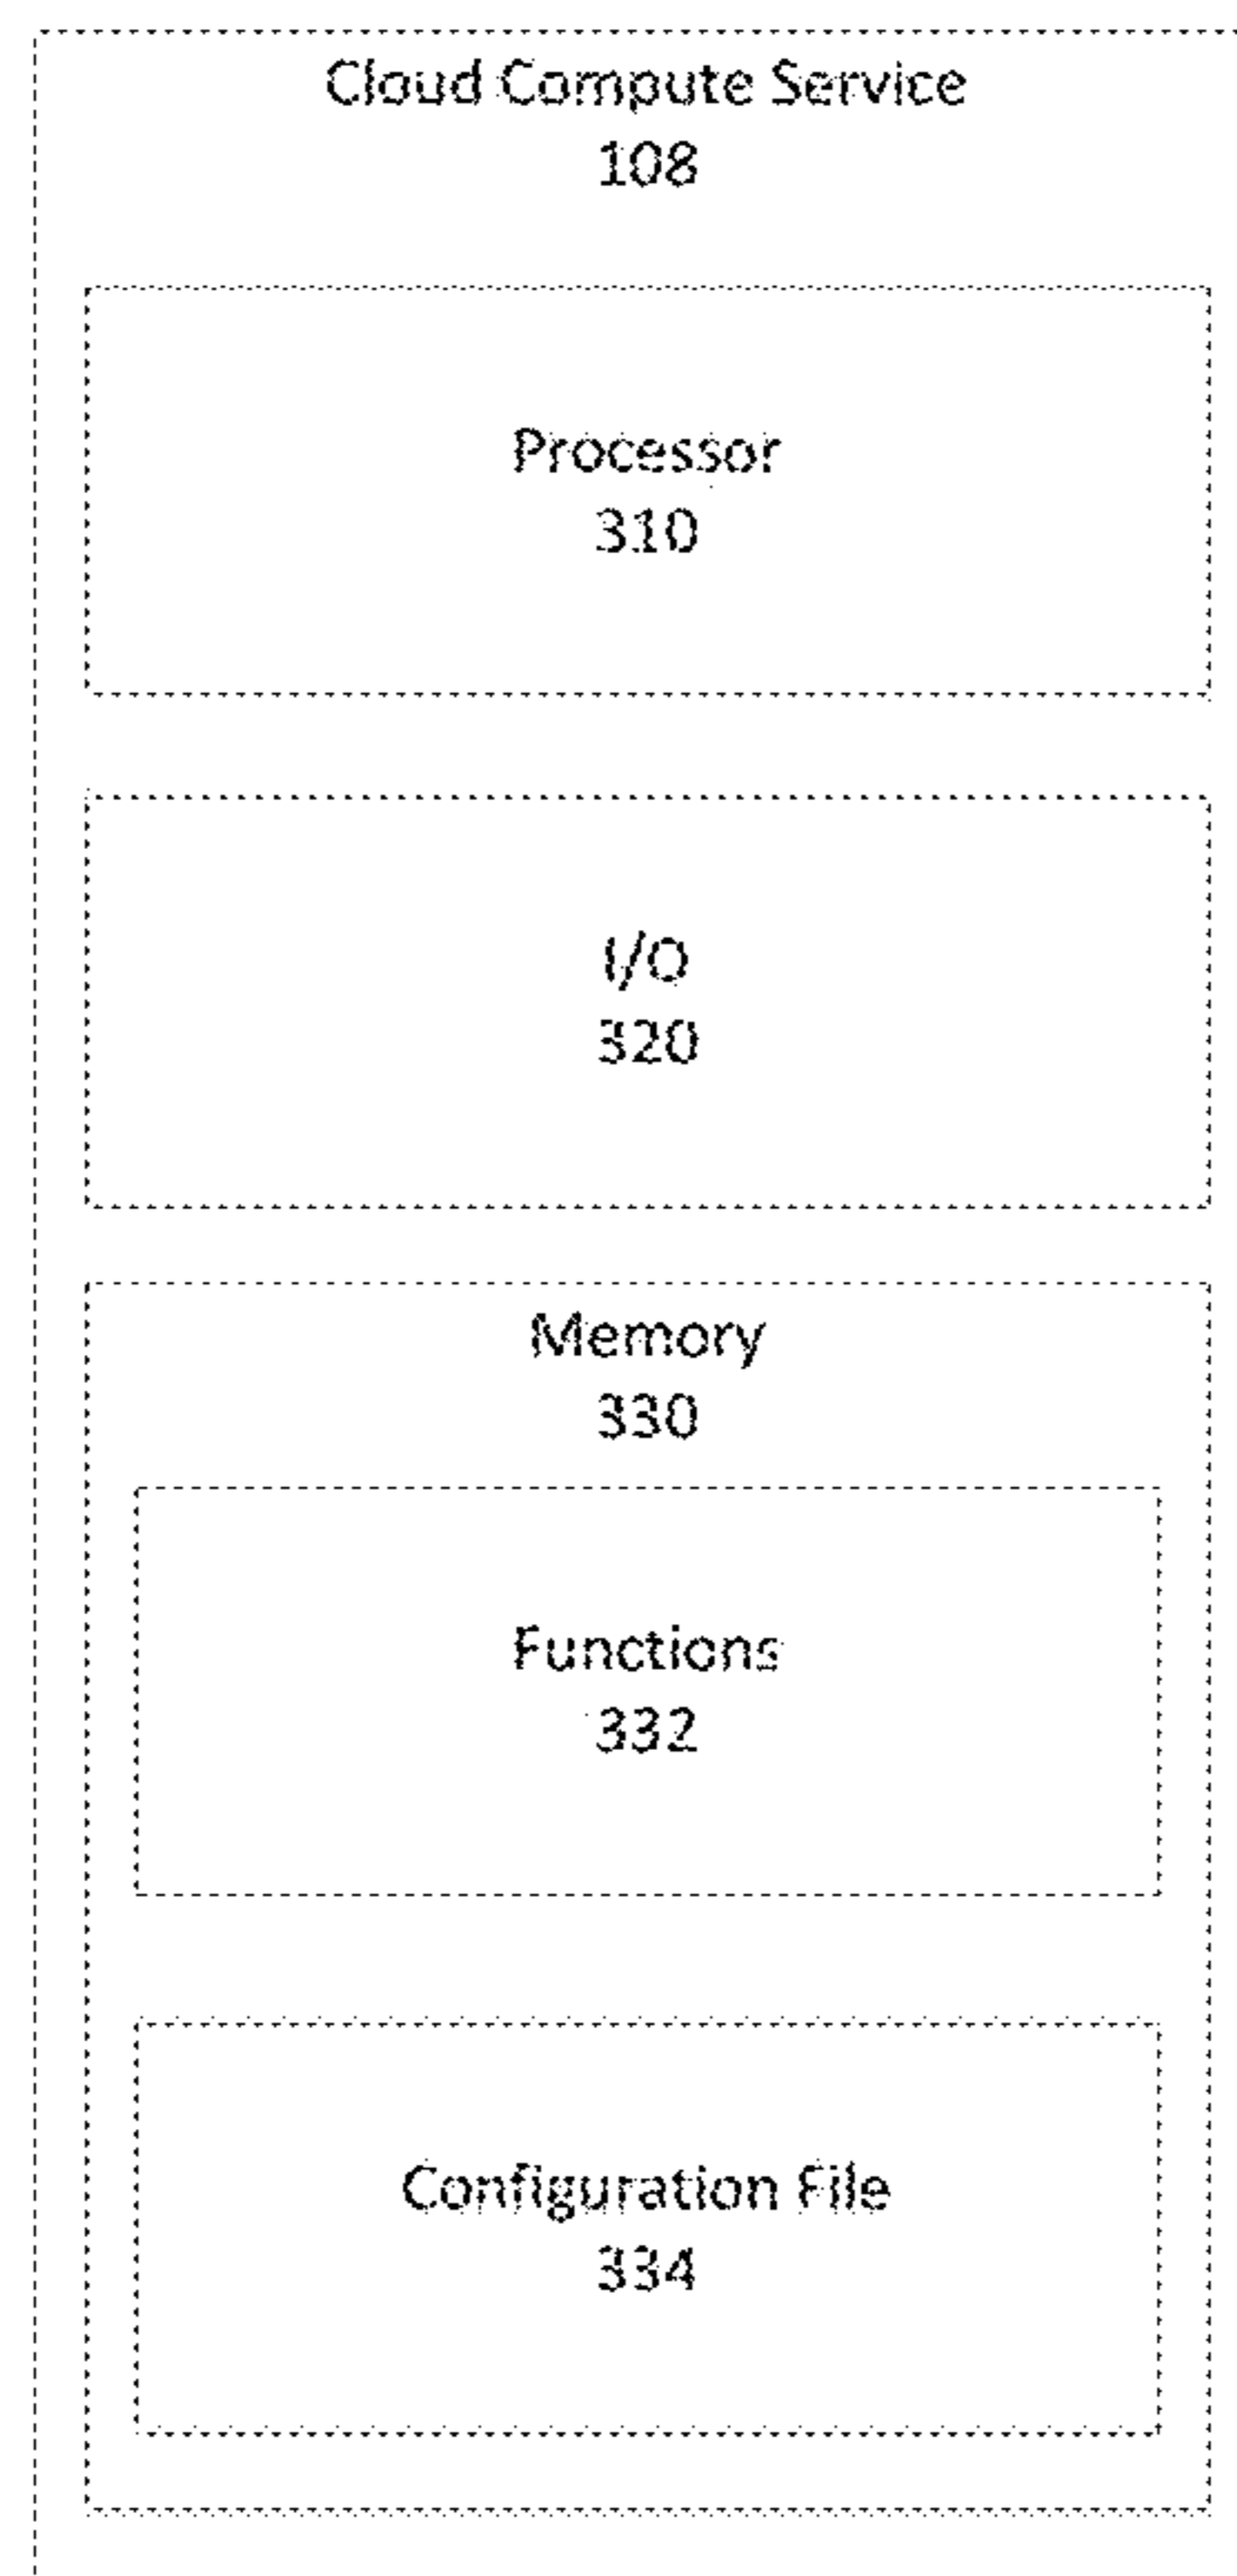 Cloud Compute Service
108
Processor
310
I/O
320
Memory
330
Functions
332
Configuration File
334